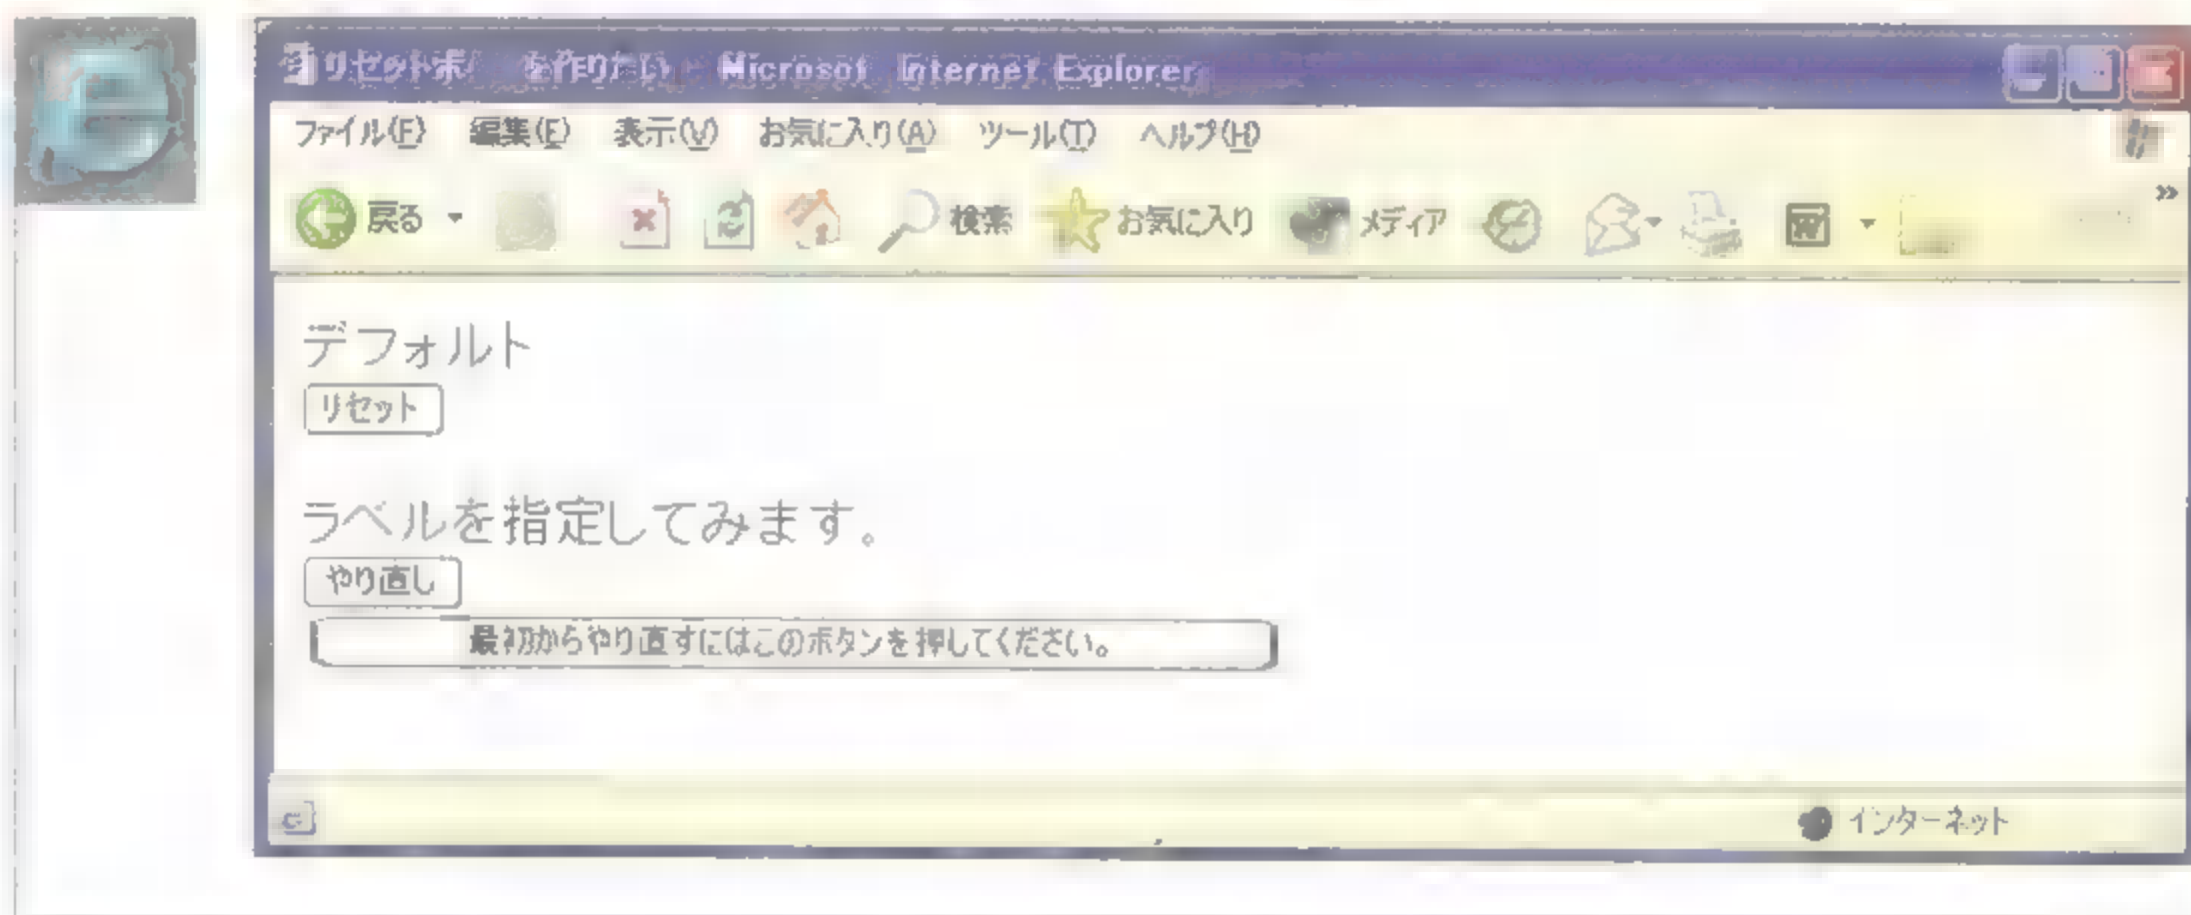 リセットボ を作りたい - Microsoft Internet Explorer
ファイル(F) 編集(E) 表示(V) お気に入り(A) ツール(T) ヘルプ(H)
戻る 検索 お気に入り メディア »
デフォルト
リセット
ラベルを指定してみます。
やり直し
最初からやり直すにはこのボタンを押してください。
インターネット